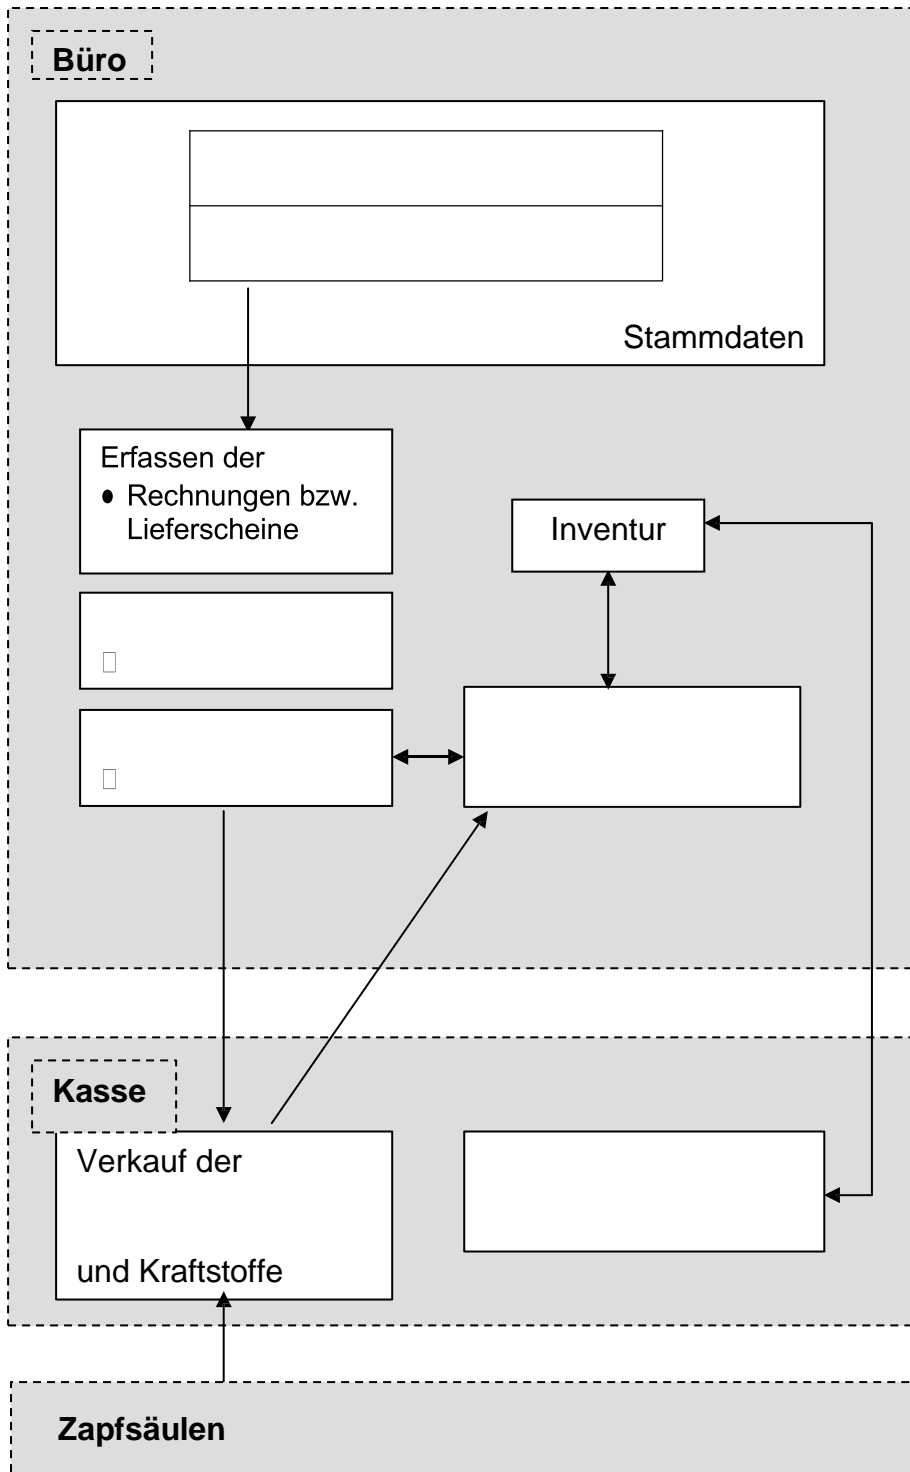 Büro
Stammdaten
Erfassen der
● Rechnungen bzw.
Lieferscheine
Inventur
Kasse
Verkauf der
und Kraftstoffe
Zapfsäulen